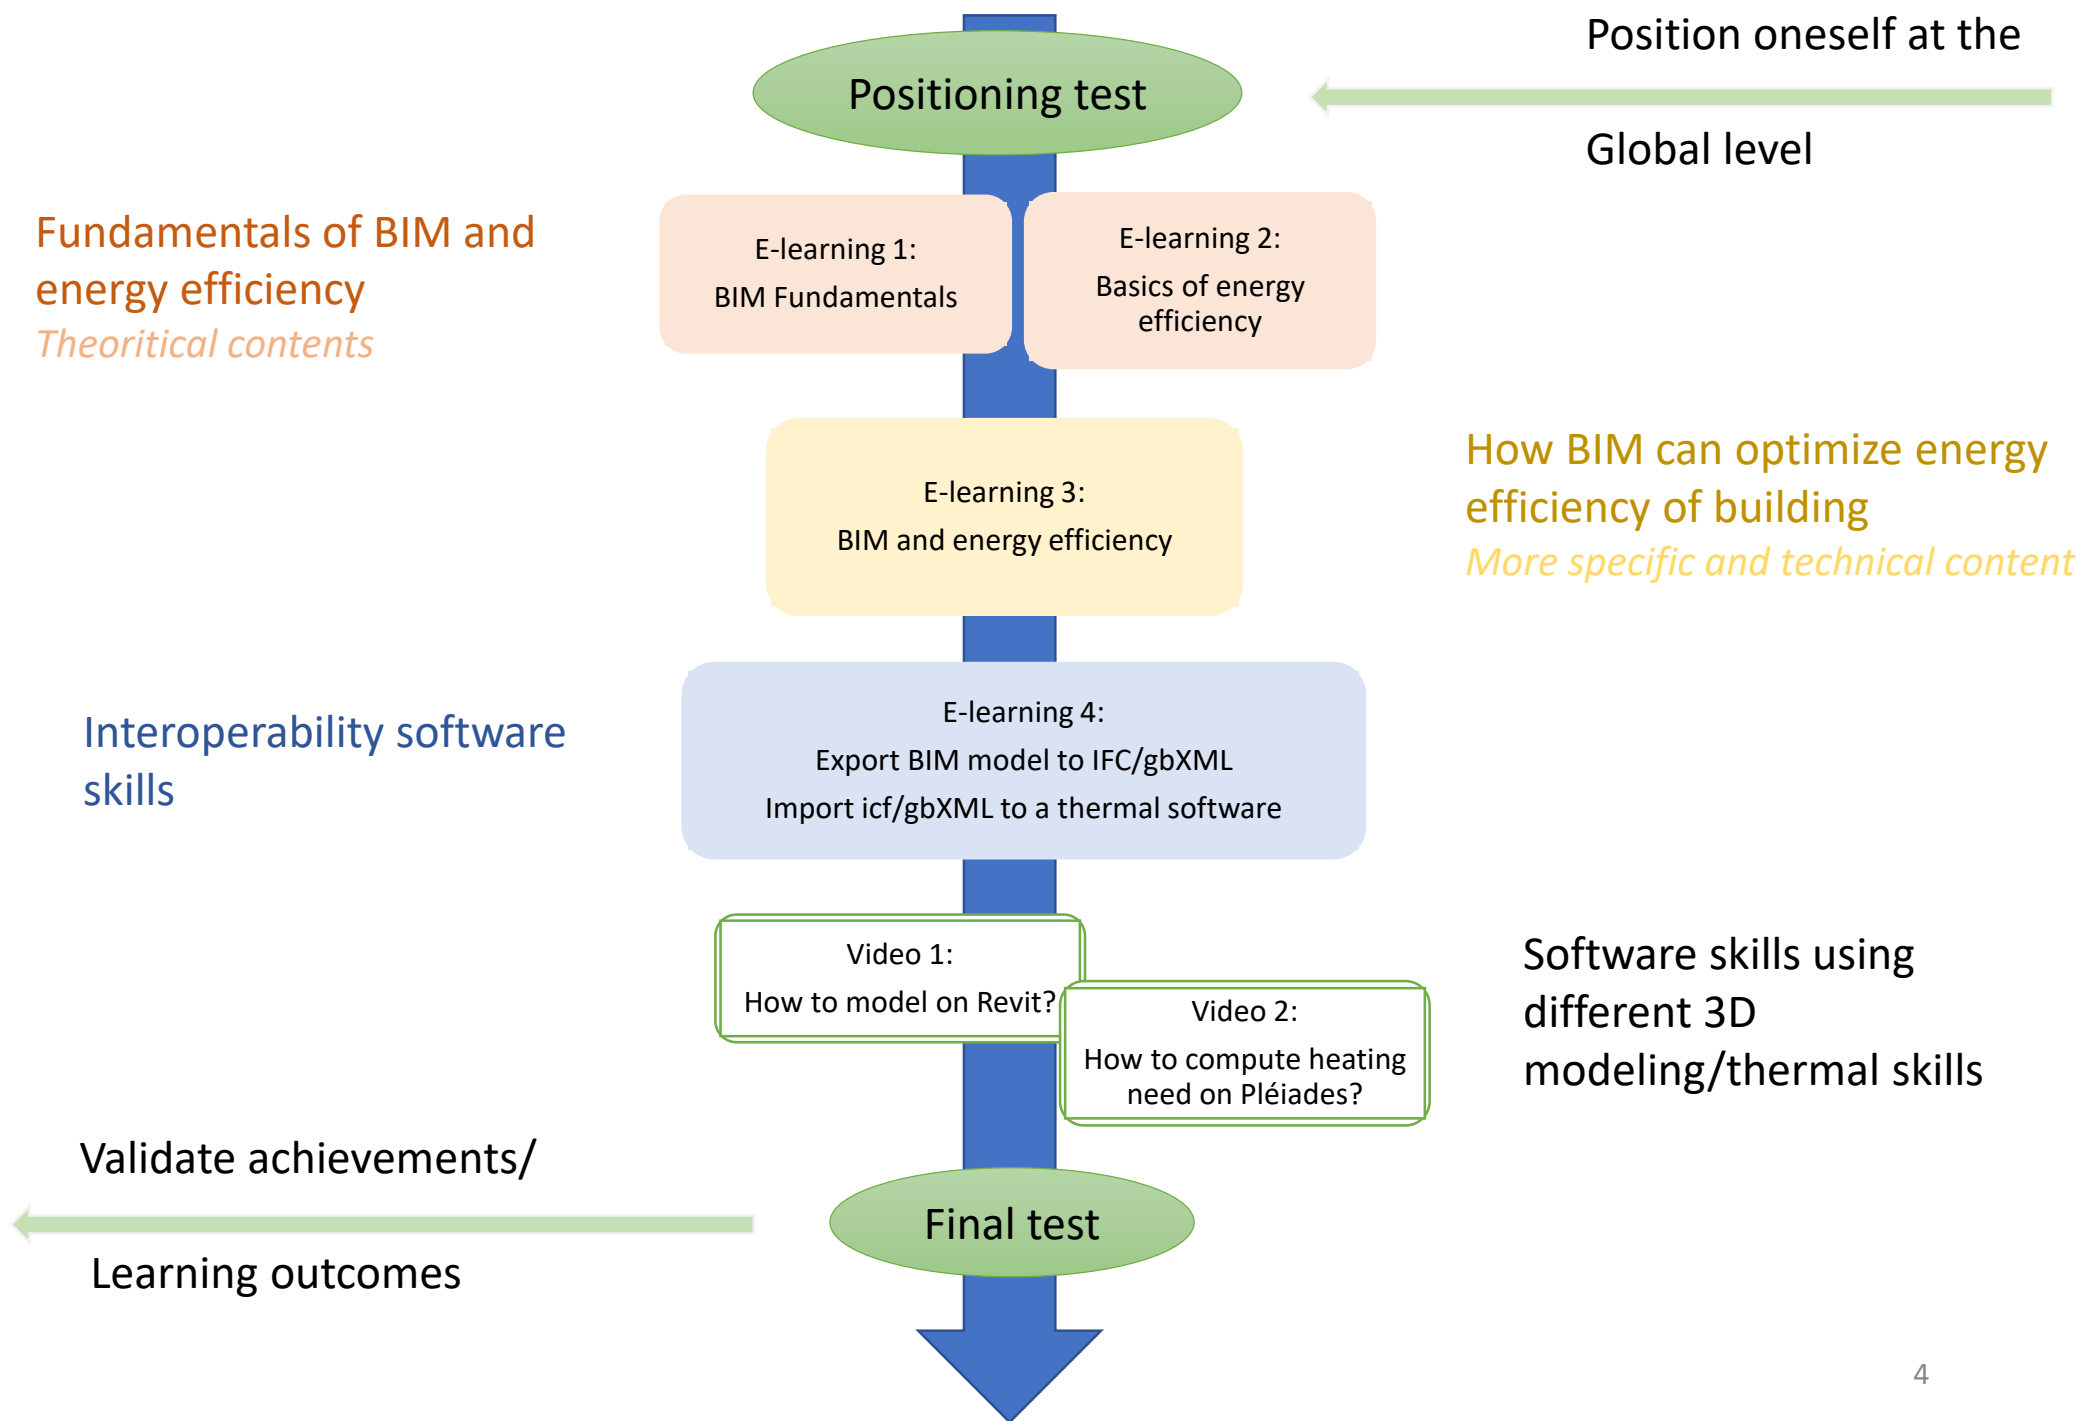 Position oneself at the
Positioning test
Global level
Fundamentals of BIM and
energy efficiency
Theoritical contents
E-learning 1:
BIM Fundamentals
E-learning 2:
Basics of energy
efficiency
E-learning 3:
BIM and energy efficiency
How BIM can optimize energy
efficiency of building
More specific and technical content
Interoperability software
skills
E-learning 4:
Export BIM model to IFC/gbXML
Import icf/gbXML to a thermal software
Video 1:
How to model on Revit?
Video 2:
How to compute heating
need on Pléiades?
Software skills using
different 3D
modeling/thermal skills
Validate achievements/
Learning outcomes
Final test
4